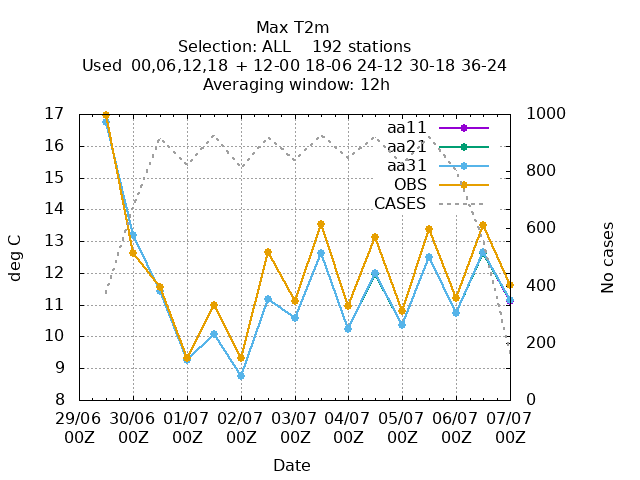 Max T2m
Selection: ALL    192 stations
Used  00,06,12,18 + 12-00 18-06 24-12 30-18 36-24
Averaging window: 12h
17
16
15
14
13
12
11
10
9
8
deg C
1000
800
600
400
200
0
No cases
aa11
aa21
aa31
OBS
CASES
29/06 30/06 01/07 02/07 03/07 04/07 05/07 06/07 07/07
00Z 00Z 00Z 00Z 00Z 00Z 00Z 00Z 00Z
Date